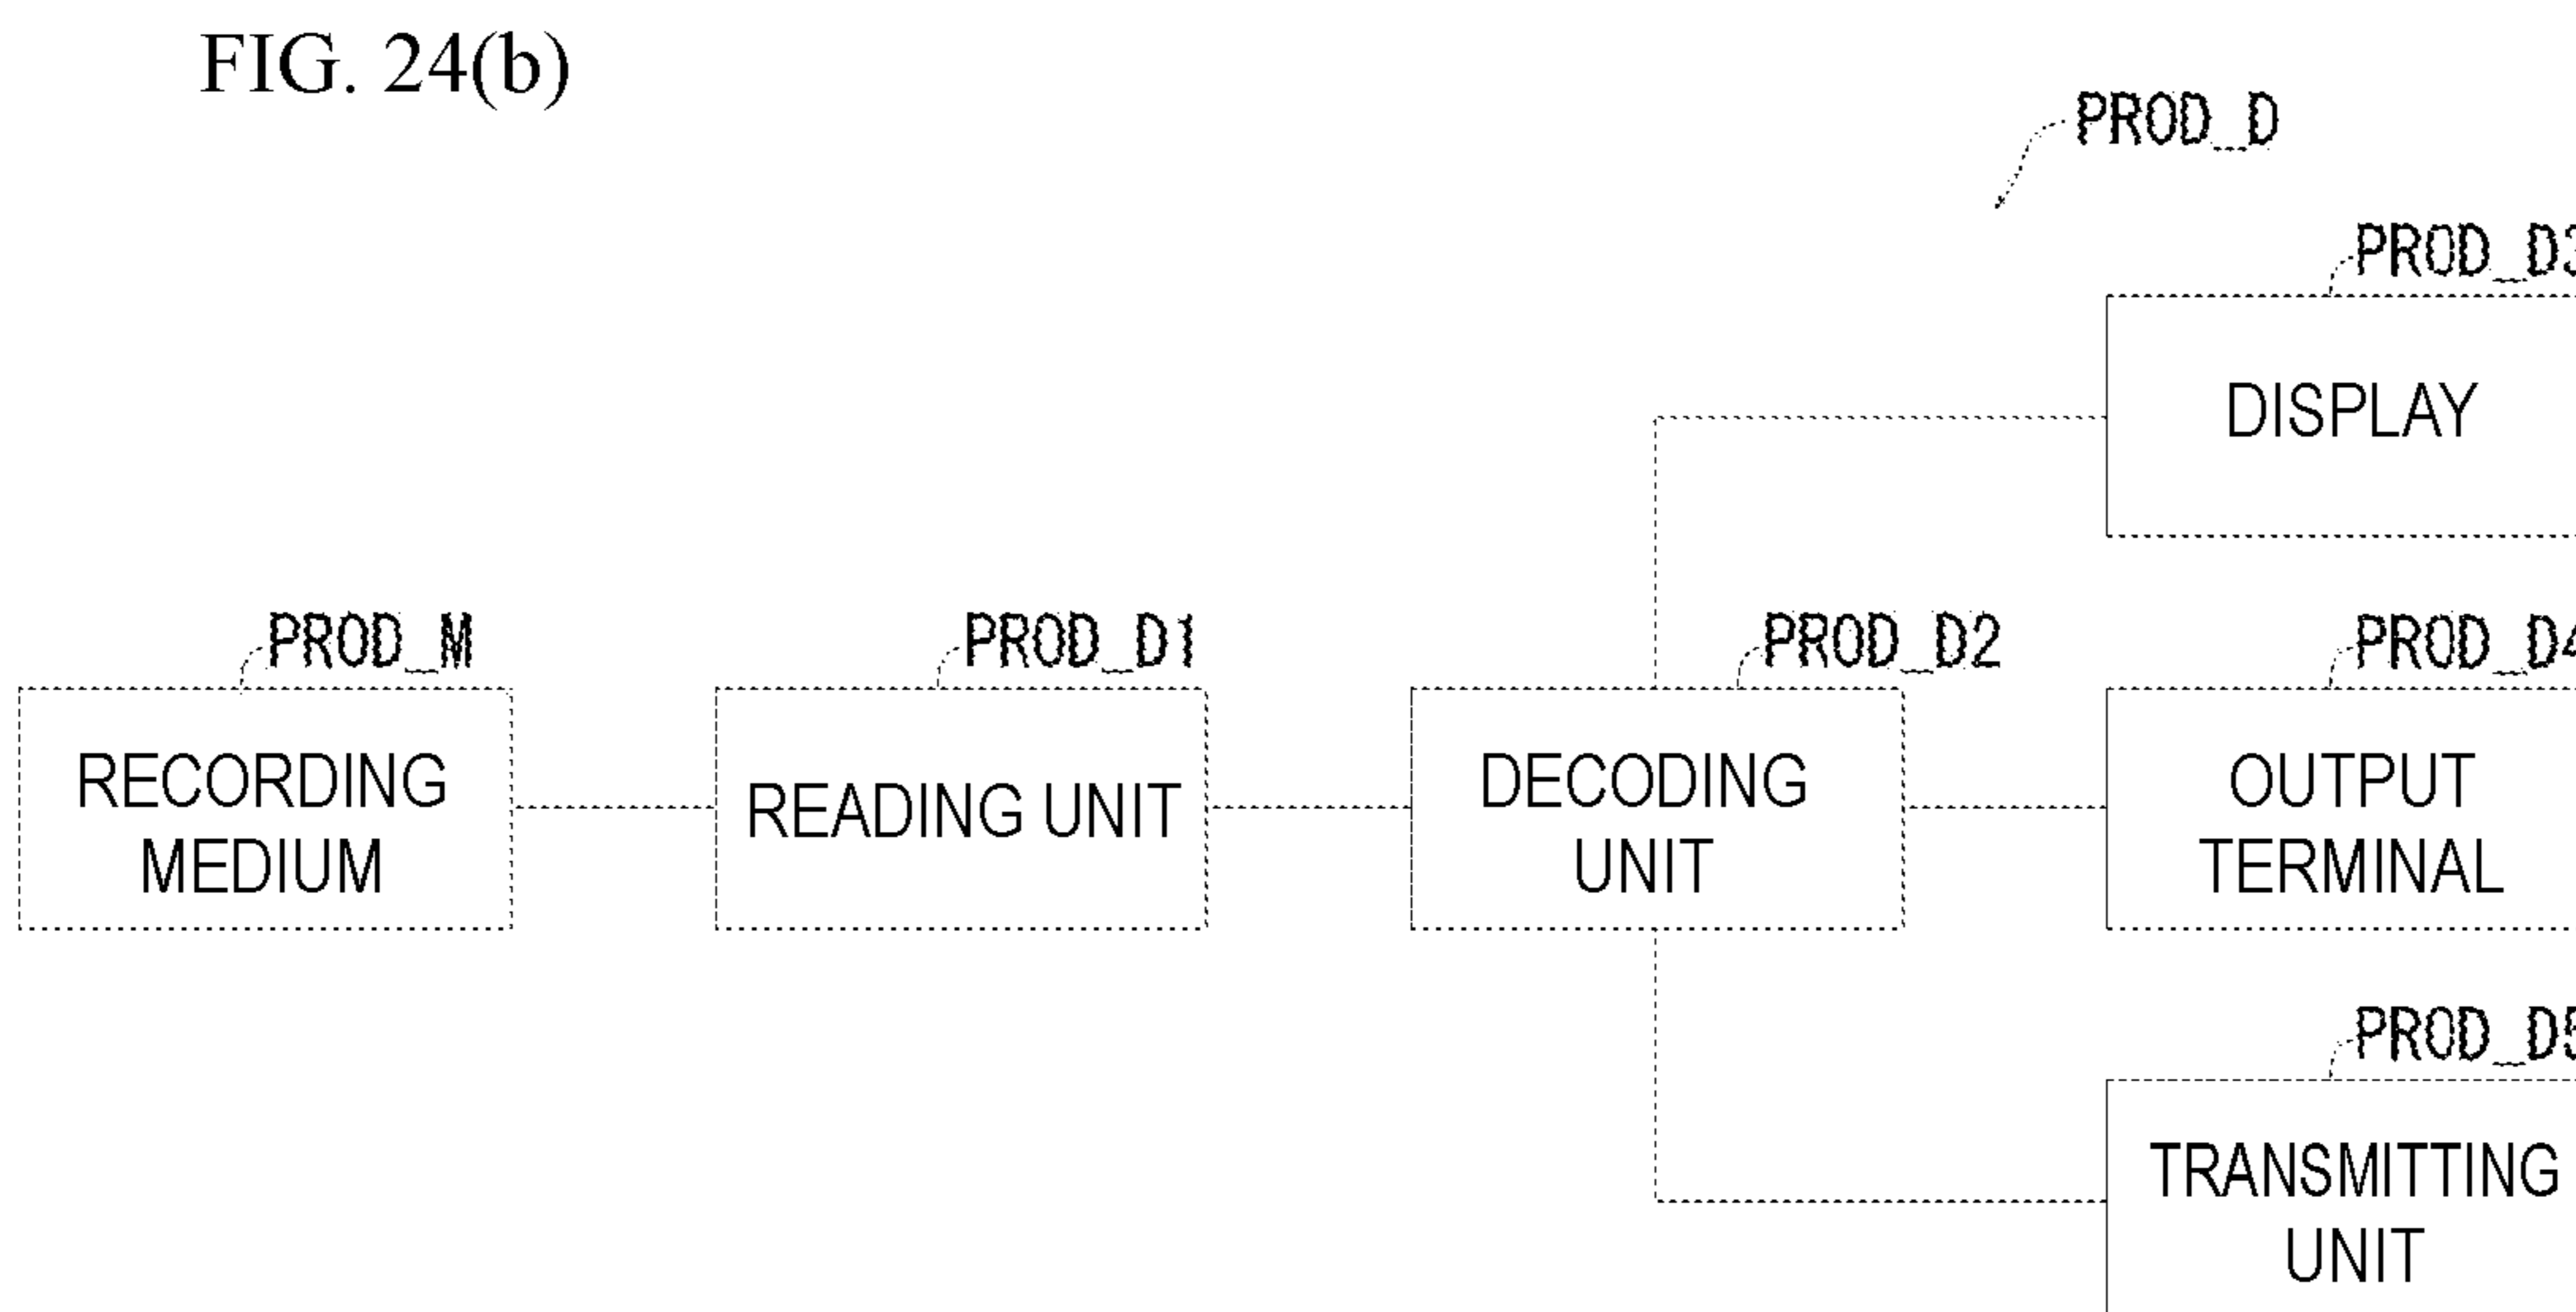 FIG. 24(b)
PROD_D
PROD_D3
DISPLAY
PROD_M
PROD_D1
PROD_D2
PROD_D4
RECORDING
MEDIUM
READING UNIT
DECODING
UNIT
OUTPUT
TERMINAL
PROD_D5
TRANSMITTING
UNIT